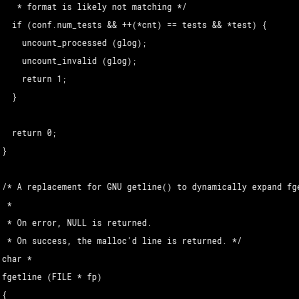 * format is likely not matching */
if (conf.num_tests && ++(*cnt) == tests && *test) {
uncount_processed (glog);
uncount_invalid (glog);
return 1;
}
return 0;
}
/* A replacement for GNU getline() to dynamically expand fge
*
* On error, NULL is returned.
* On success, the malloc'd line is returned. */
char *
fgetline (FILE * fp)
{